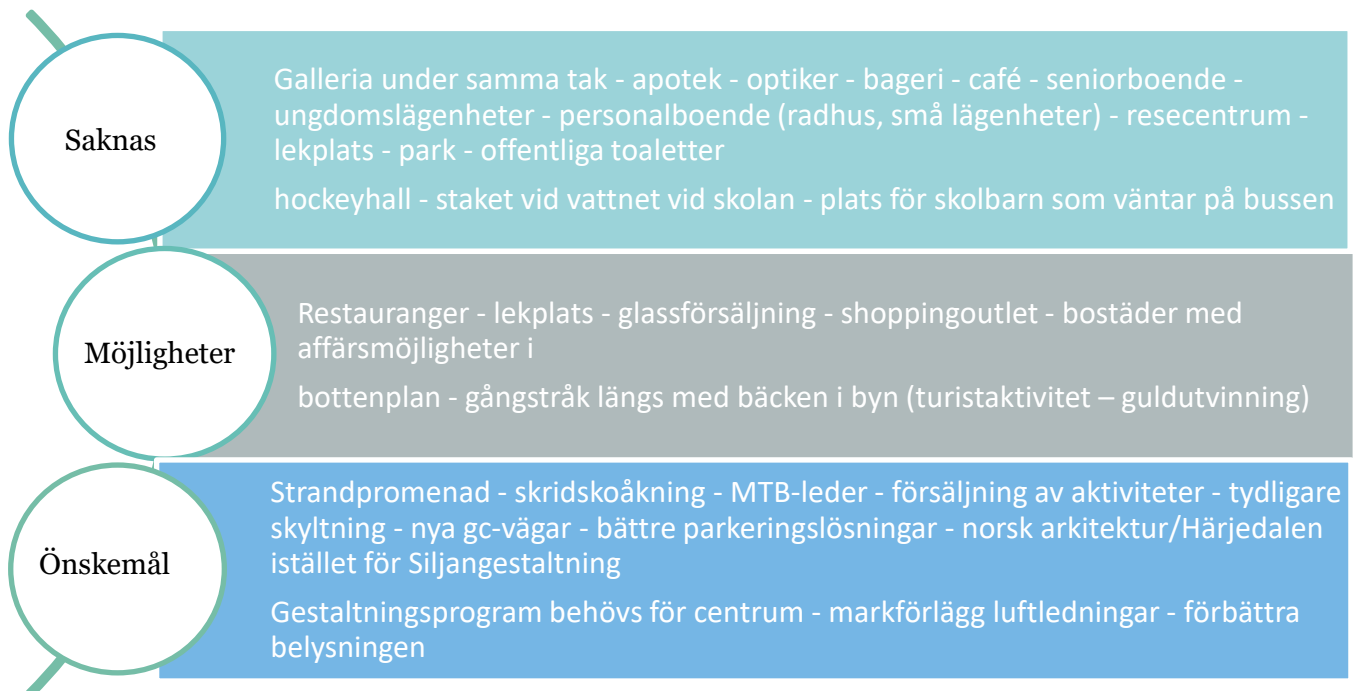 Saknas
Galleria under samma tak - apotek - optiker - bageri - café - seniorboende -
ungdomslägenheter - personalboende (radhus, små lägenheter) - resecentrum -
lekplats - park - offentliga toaletter
hockeyhall - staket vid vattnet vid skolan - plats för skolbarn som väntar på bussen
Möjligheter
Restauranger - lekplats - glassförsäljning - shoppingoutlet - bostäder med
affärsmöjligheter i
bottenplan - gångstråk längs med bäcken i byn (turistaktivitet – guldutvinning)
Önskemål
Strandpromenad - skridskoåkning - MTB-leder - försäljning av aktiviteter - tydligare
skyltning - nya gc-vägar - bättre parkeringslösningar - norsk arkitektur/Härjedalen
istället för Siljangestaltning
Gestaltningsprogram behövs för centrum - markförlägg luftledningar - förbättra
belysningen